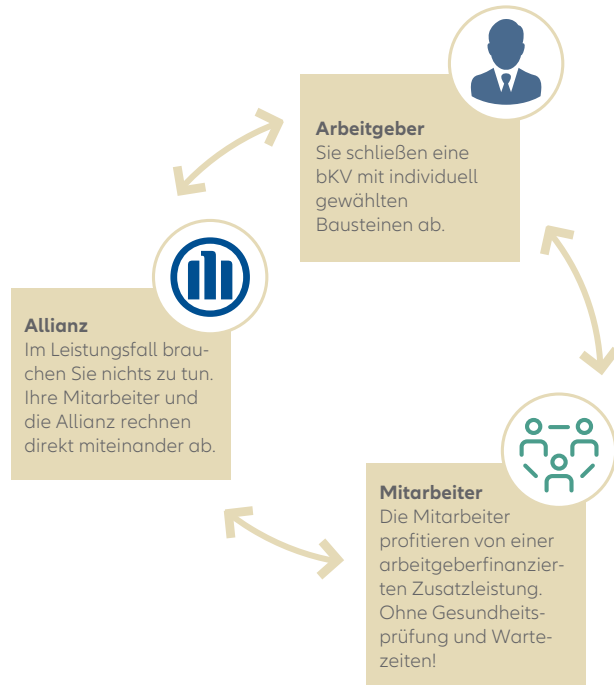 Arbeitgeber
Sie schließen eine
bKV mit individuell
gewählten
Bausteinen ab.
Allianz
Im Leistungsfall brau-
chen Sie nichts zu tun.
Ihre Mitarbeiter und
die Allianz rechnen
direkt miteinander ab.
Mitarbeiter
Die Mitarbeiter
profitieren von einer
arbeitgeberfinanzier-
ten Zusatzleistung.
Ohne Gesundheits-
prüfung und Warte-
zeiten!